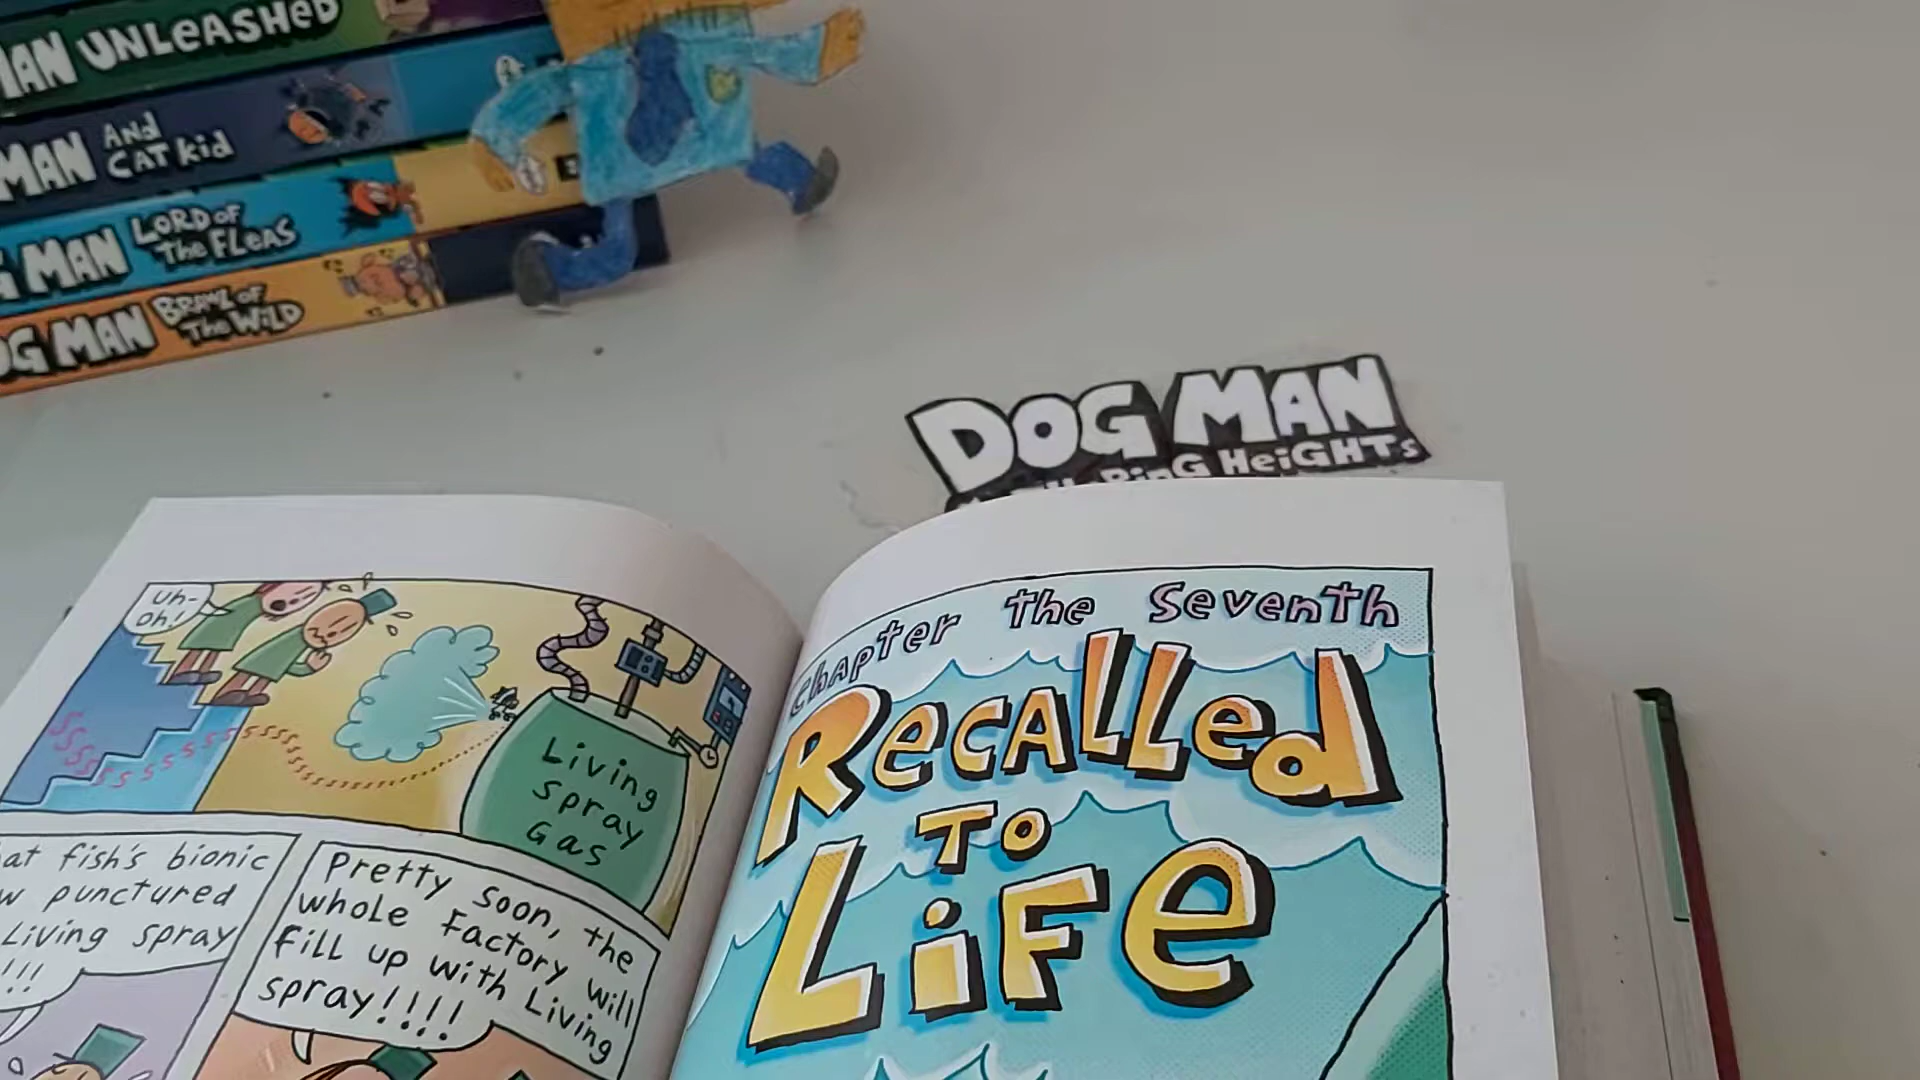 MAN UNLEASHED
MAN AND
CAT Kid
MAN LORD OF
The FLEAS
DOG MAN BRAWL OF
The WiLD
DOG MAN
HeiGHTs
Uh-
oh!
Living
Spray
Gas
fish's bionic
punctured
Living spray
!!!
Pretty soon, the
whole factory will
fill up with Living
spray!!!!
Chapter The Seventh
Recalled
To
Life